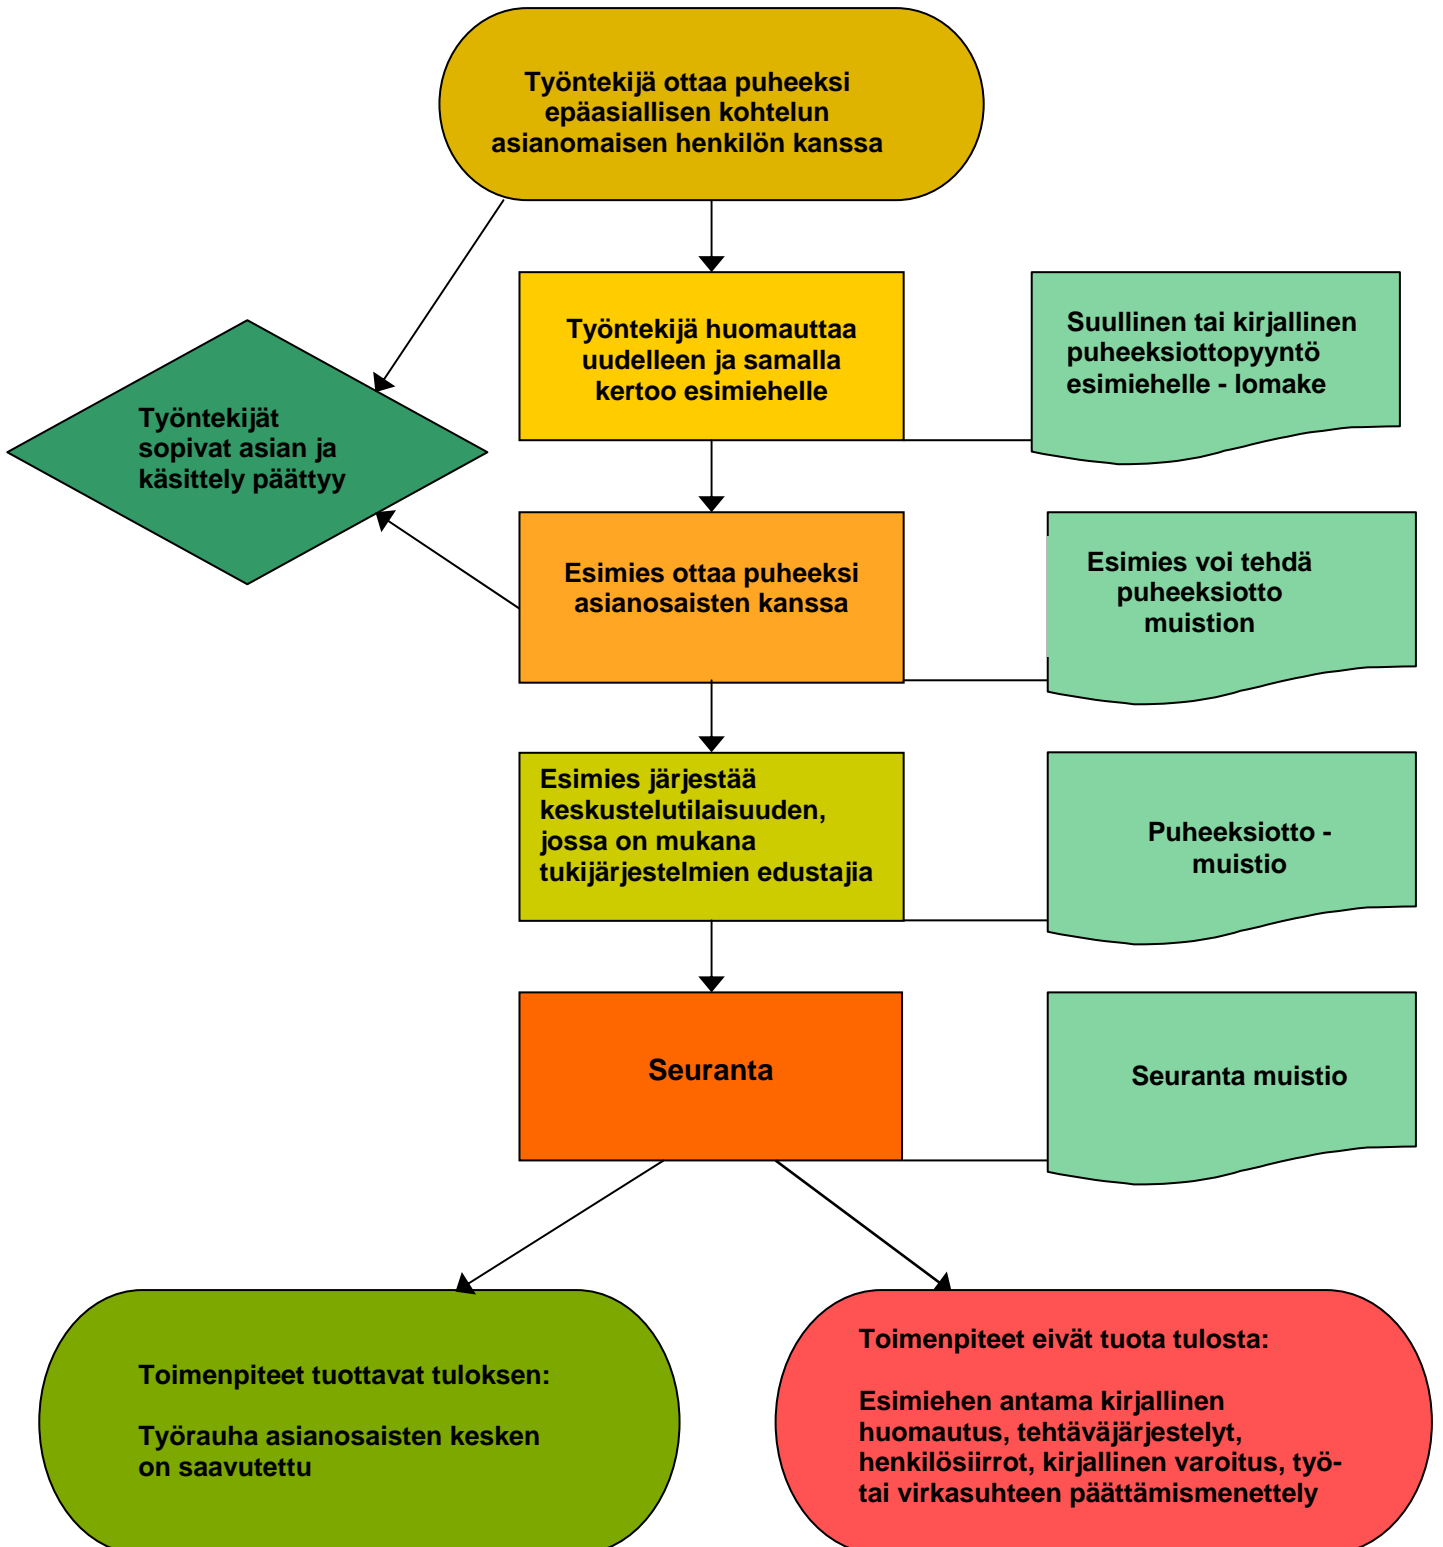 Työntekijä ottaa puheeksi
epäasiallisen kohtelun
asianomaisen henkilön kanssa
Työntekijä huomauttaa
uudelleen ja samalla
kertoo esimiehelle
Suullinen tai kirjallinen
puheeksiottopyyntö
esimiehelle - lomake
Työntekijät
sopivat asian ja
käsittely päättyy
Esimies ottaa puheeksi
asianosaisten kanssa
Esimies voi tehdä
puheeksiotto
muistion
Esimies järjestää
keskustelutilaisuuden,
jossa on mukana
tukijärjestelmien edustajia
Puheeksiotto -
muistio
Seuranta
Seuranta muistio
Toimenpiteet tuottavat tuloksen:
Työrauha asianosaisten kesken
on saavutettu
Toimenpiteet eivät tuota tulosta:
Esimiehen antama kirjallinen
huomautus, tehtäväjärjestelyt,
henkilösiirrot, kirjallinen varoitus, työ-
tai virkasuhteen päättämismenettely